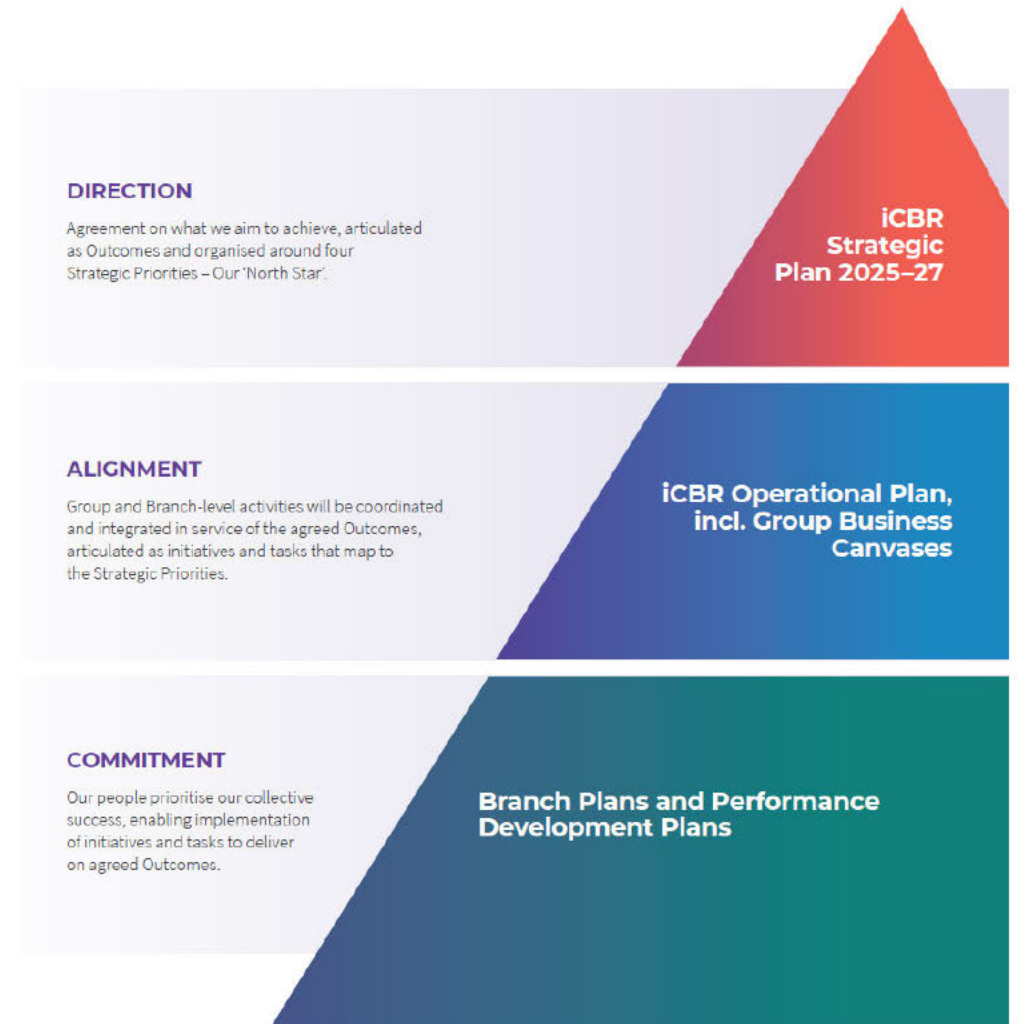 DIRECTION
Agreement on what we aim to achieve, articulated
as Outcomes and organised around four
Strategic Priorities – Our ‘North Star’.
iCBR
Strategic
Plan 2025–27
ALIGNMENT
Group and Branch-level activities will be coordinated
and integrated in service of the agreed Outcomes,
articulated as initiatives and tasks that map to
the Strategic Priorities.
iCBR Operational Plan,
incl. Group Business
Canvases
COMMITMENT
Our people prioritise our collective
success, enabling implementation
of initiatives and tasks to deliver
on agreed Outcomes.
Branch Plans and Performance
Development Plans